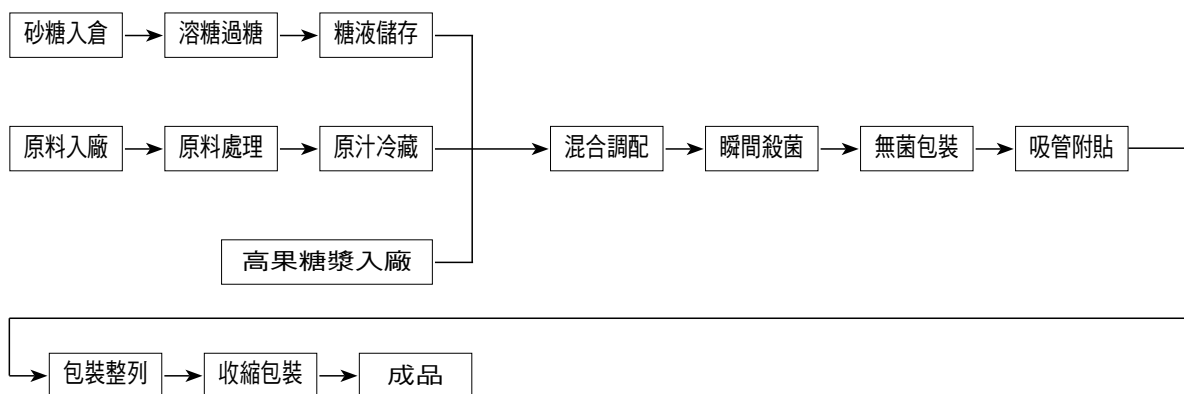 砂糖入倉 溶糖過糖 糖液儲存
原料入廠 原料處理 原汁冷藏 混合調配 瞬間殺菌 無菌包裝 吸管附貼
高果糖漿入廠
包裝整列 收縮包裝 成品